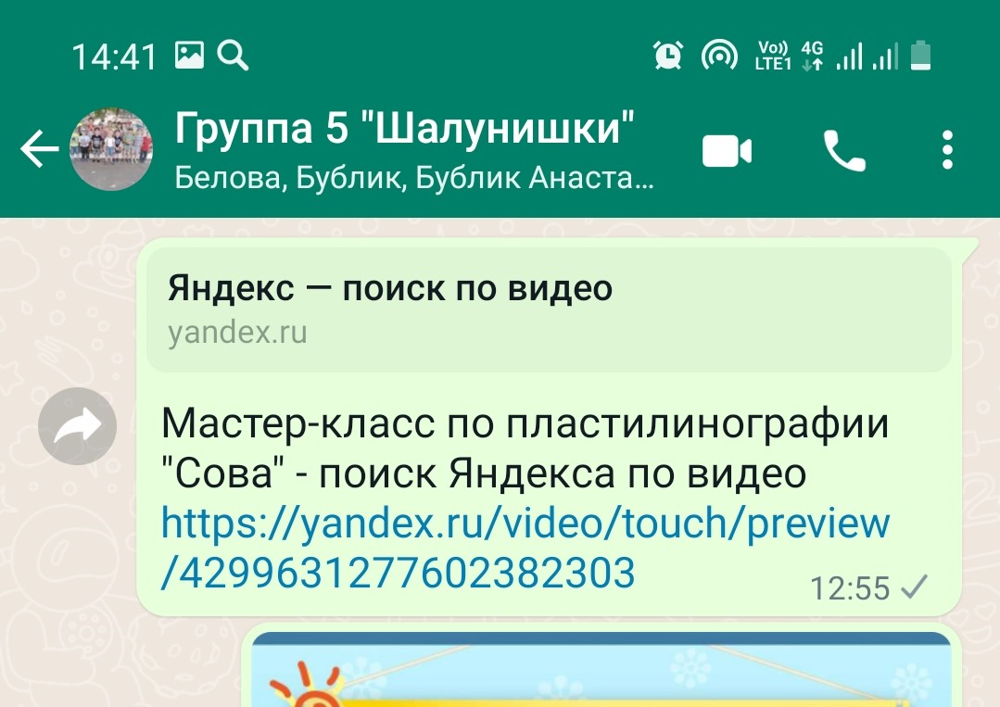 14:41 Vo)) LTE1 4G
Группа 5 "Шалунишки"
Белова, Бублик, Бублик Анаста...
Яндекс — поиск по видео
yandex.ru
Мастер-класс по пластилинографии
"Сова" - поиск Яндекса по видео
https://yandex.ru/video/touch/preview
/4299631277602382303
12:55